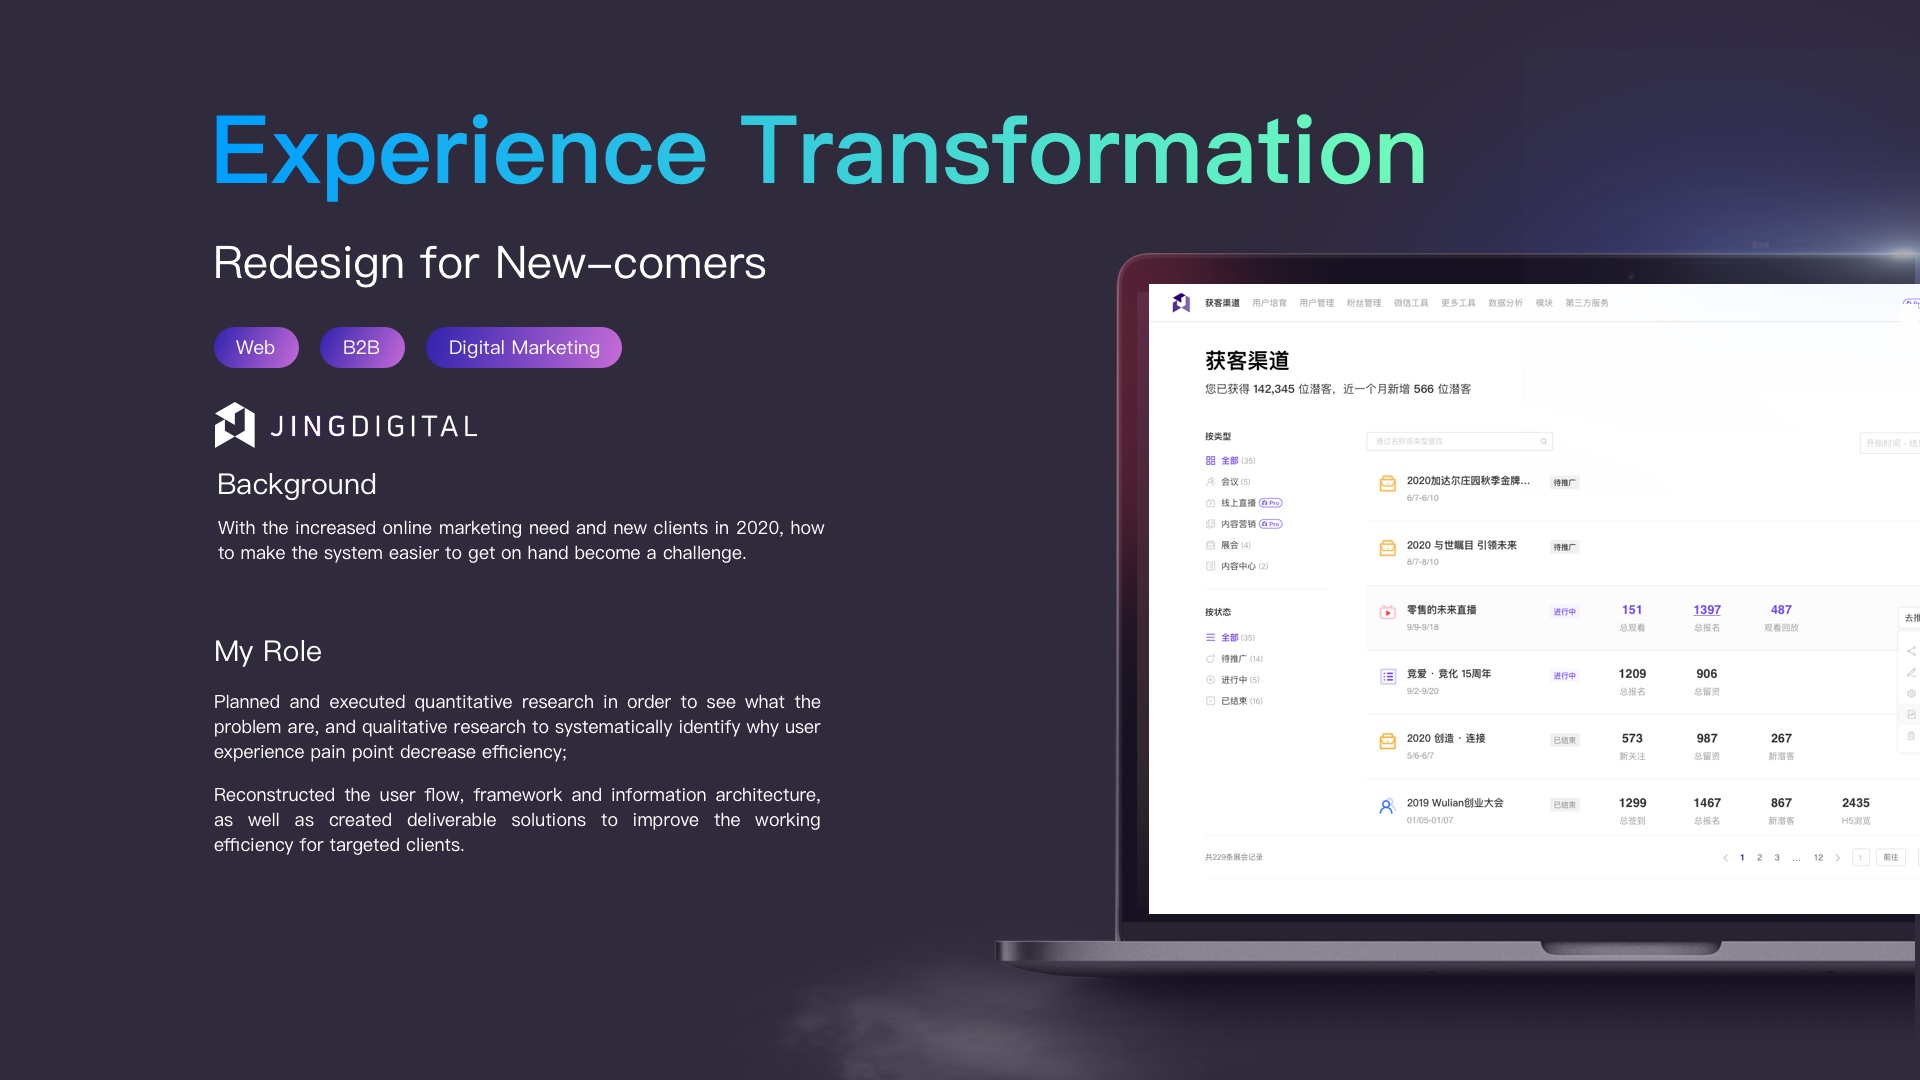 Experience Transformation
Redesign for New-comers
Web
B2B
Digital Marketing
JINGDIGITAL
Background
With the increased online marketing need and new clients in 2020, how
to make the system easier to get on hand become a challenge.
My Role
Planned and executed quantitative research in order to see what the
problem are, and qualitative research to systematically identify why user
experience pain point decrease efficiency;
Reconstructed the user flow, framework and information architecture,
as well as created deliverable solutions to improve the working
efficiency for targeted clients.
获客渠道 用户培育 用户管理 粉丝管理 微信工具 更多工具 数据分析 模块 第三方服务
获客渠道
您已获得 142,345 位潜客，近一个月新增 566 位潜客
按类型
全部 (35)
会议 (5)
线上直播 Pro
内容营销 Pro
展会 (4)
内容中心 (2)
按状态
全部 (35)
待推广 (14)
进行中 (5)
已结束 (16)
通过名称或类型查找
开始时间 - 结
2020加达尔庄园秋季金牌... 待推广
6/7-6/10
2020 与世瞩目 引领未来 待推广
8/7-8/10
零售的未来直播 进行中 151 1397 487
9/9-9/18 总观看 总报名 观看回放
去推
竞爱 · 竞化 15周年 进行中 1209 906
9/2-9/20 总报名 总留资
2020 创造 · 连接 已结束 573 987 267
5/6-6/7 新关注 总留资 新潜客
2019 Wulian创业大会 已结束 1299 1467 867 2435
01/05-01/07 总签到 总报名 新潜客 H5浏览
共229条展会记录 1 2 3 ... 12 1 前往